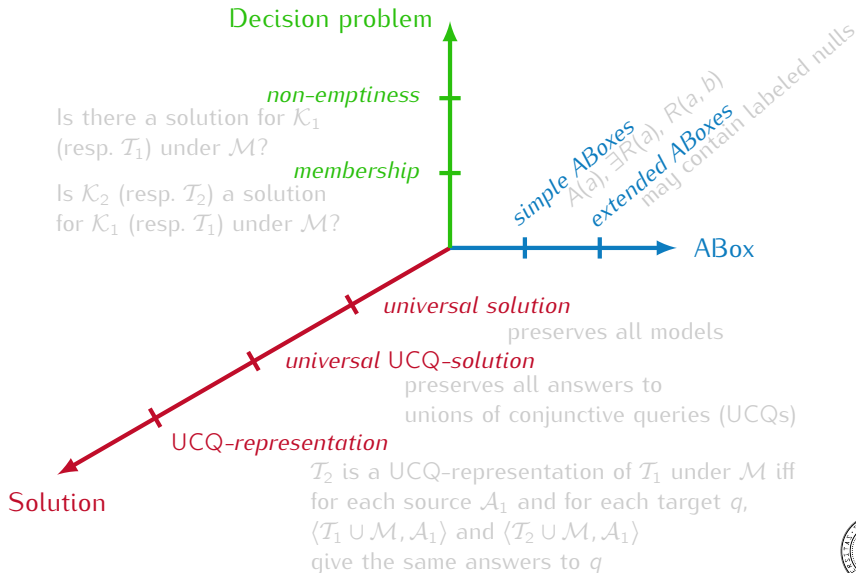 Decision problem
non-emptiness
Is there a solution for 𝒦₁
(resp. 𝒯₁) under ℳ?
membership
Is 𝒦₂ (resp. 𝒯₂) a solution
for 𝒦₁ (resp. 𝒯₁) under ℳ?
simple ABoxes
A(a), ∃R(a), R(a, b)
extended ABoxes
may contain labeled nulls
ABox
universal solution
preserves all models
universal UCQ-solution
preserves all answers to
unions of conjunctive queries (UCQs)
UCQ-representation
𝒯₂ is a UCQ-representation of 𝒯₁ under ℳ iff
for each source 𝒜₁ and for each target q,
⟨𝒯₁ ∪ ℳ, 𝒜₁⟩ and ⟨𝒯₂ ∪ ℳ, 𝒜₁⟩
give the same answers to q
Solution